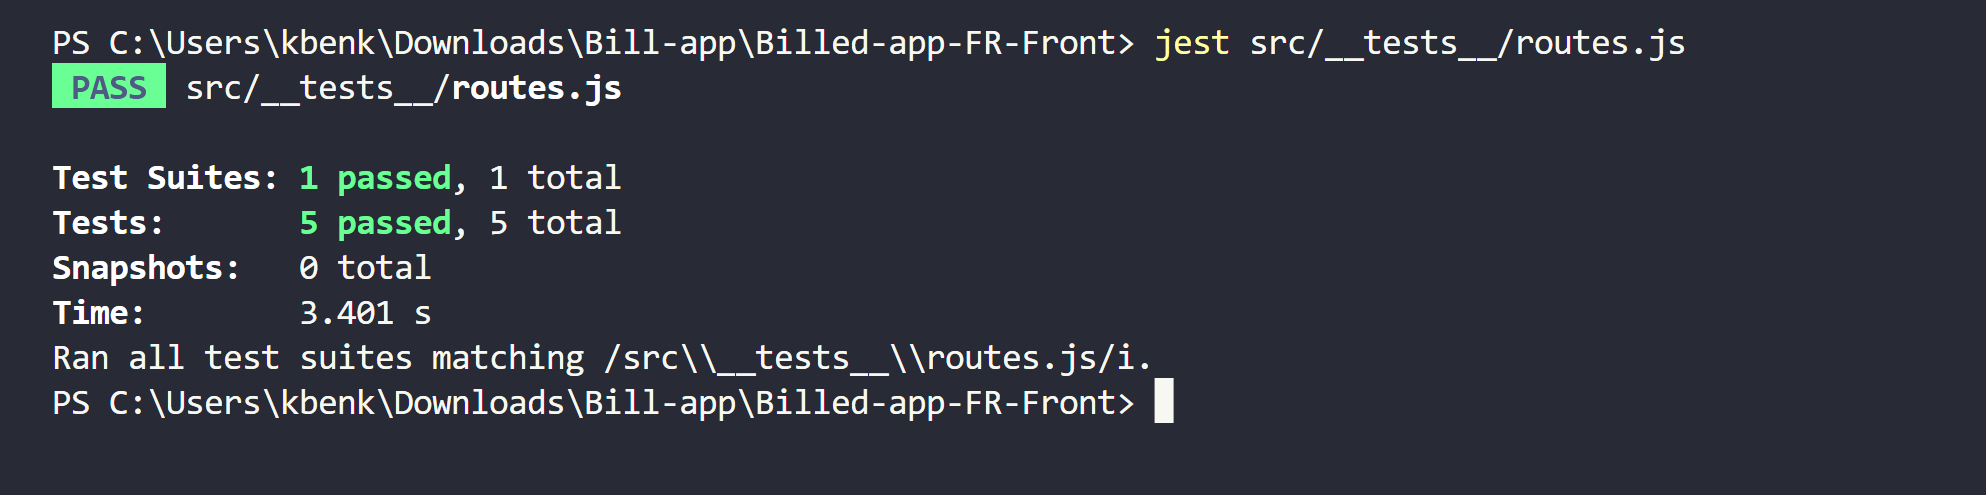 PS C:\Users\kbenk\Downloads\Bill-app\Billed-app-FR-Front> jest src/__tests__/routes.js
PASS src/__tests__/routes.js
Test Suites: 1 passed, 1 total
Tests: 5 passed, 5 total
Snapshots: 0 total
Time: 3.401 s
Ran all test suites matching /src\\__tests__\\routes.js/i.
PS C:\Users\kbenk\Downloads\Bill-app\Billed-app-FR-Front>